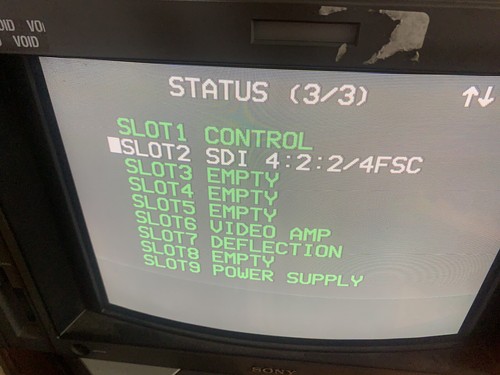 VOID VOI
VOID
STATUS (3/3) ↑↓
SLOT1 CONTROL
SLOT2 SDI 4:2:2/4FSC
SLOT3 EMPTY
SLOT4 EMPTY
SLOT5 EMPTY
SLOT6 VIDEO AMP
SLOT7 DEFLECTION
SLOT8 EMPTY
SLOT9 POWER SUPPLY
SONY